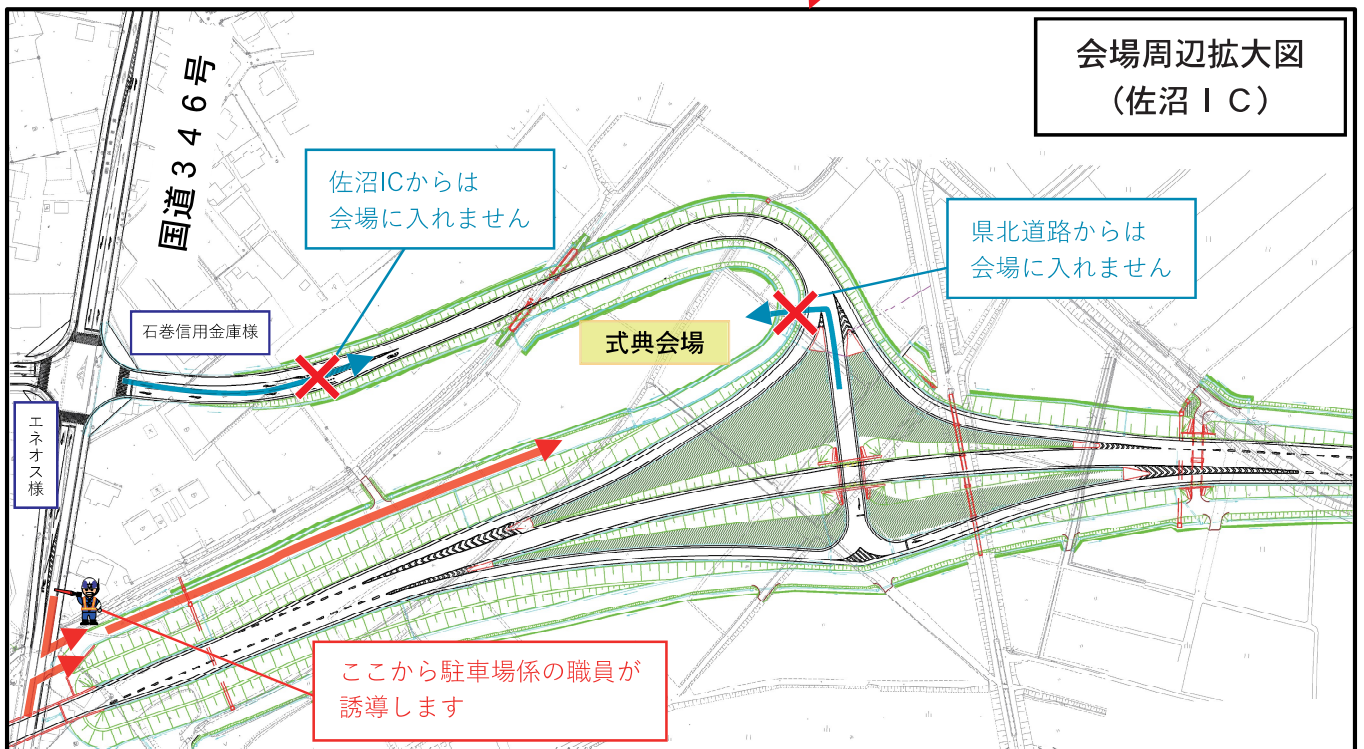 会場周辺拡大図
(佐沼IC)
国道346号
佐沼ICからは
会場に入れません
県北道路からは
会場に入れません
石巻信用金庫様
式典会場
エネオス様
ここから駐車場係の職員が
誘導します